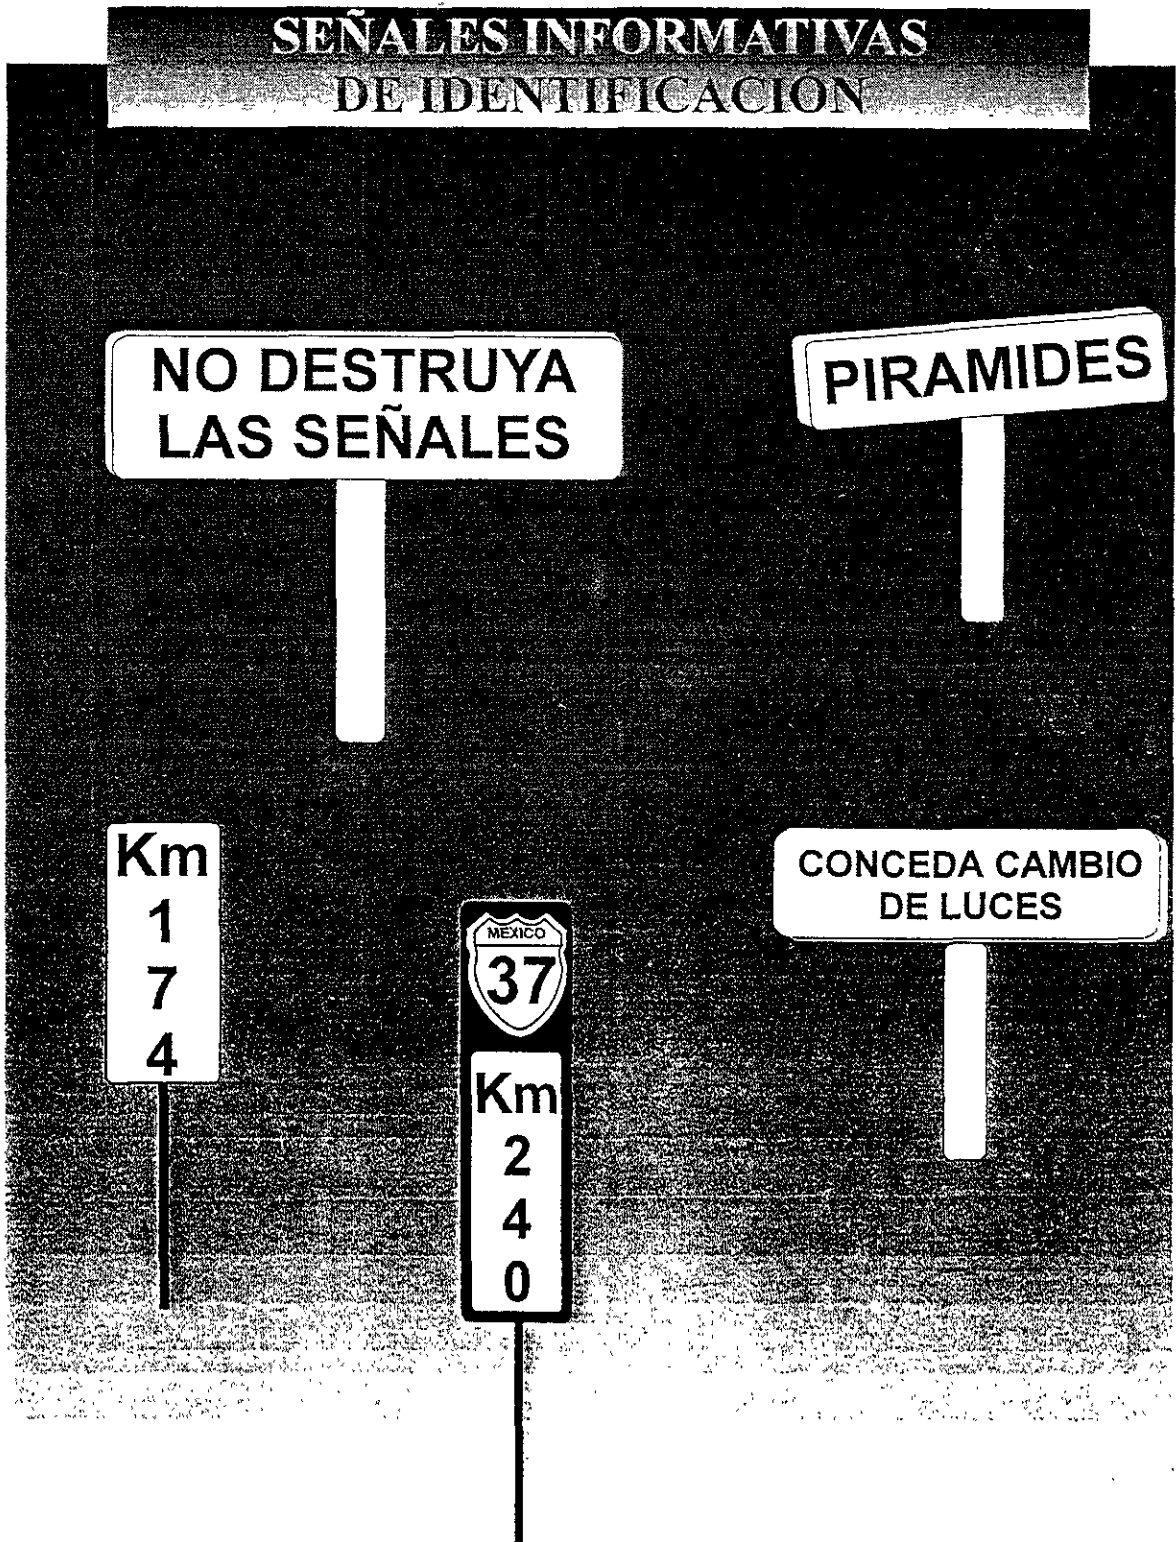 SEÑALES INFORMATIVAS
DE IDENTIFICACIÓN
NO DESTRUYA
LAS SEÑALES
PIRAMIDES
Km
1
7
4
MEXICO
37
Km
2
4
0
CONCEDA CAMBIO
DE LUCES